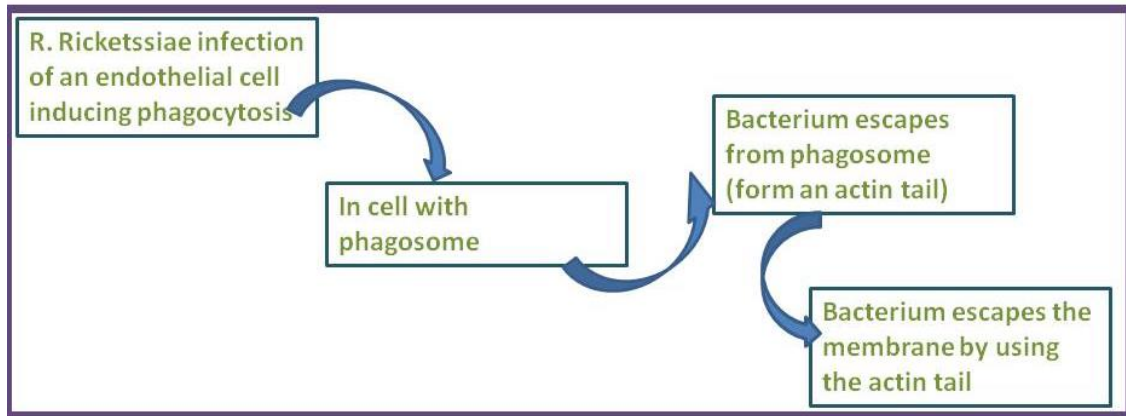 R. Ricketssiae infection
of an endothelial cell
inducing phagocytosis
In cell with
phagosome
Bacterium escapes
from phagosome
(form an actin tail)
Bacterium escapes the
membrane by using
the actin tail